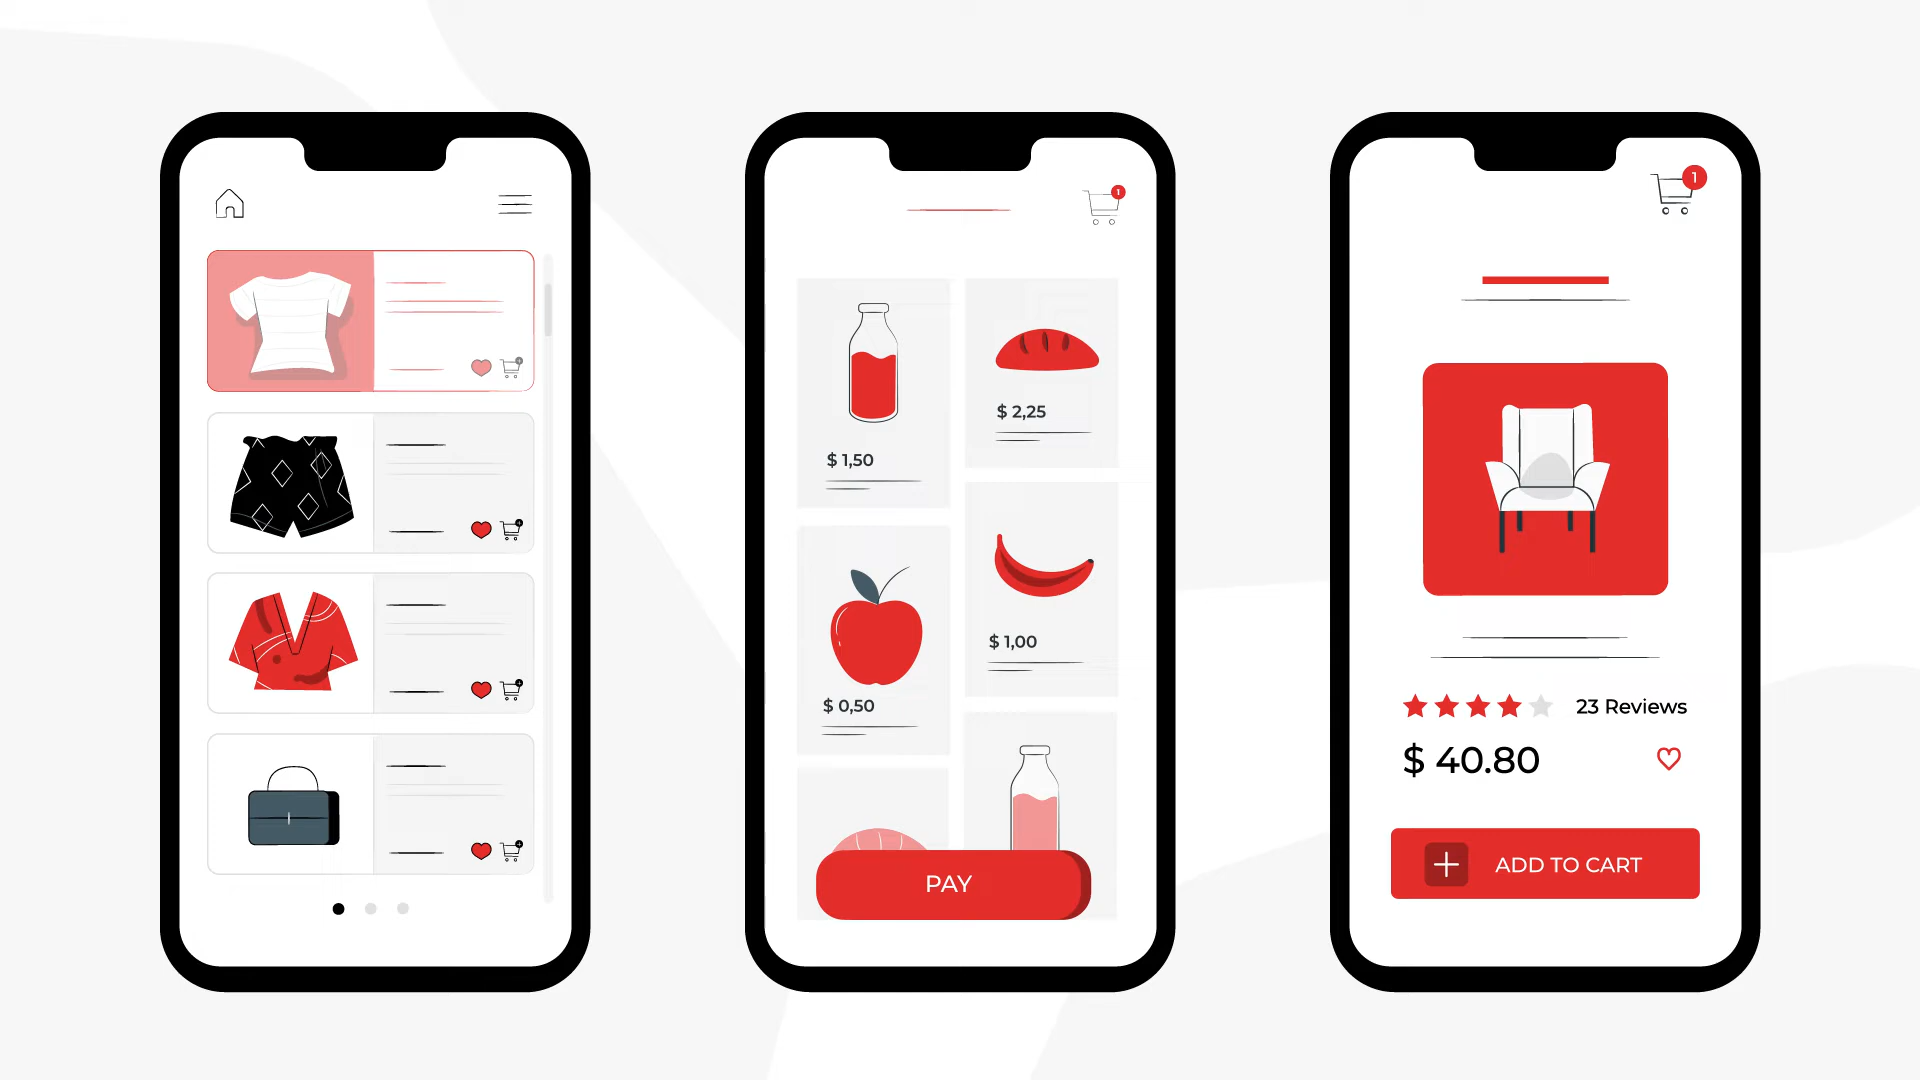 1
$ 2,25
$ 1,50
$ 1,00
$ 0,50
PAY
1
23 Reviews
$ 40.80
ADD TO CART